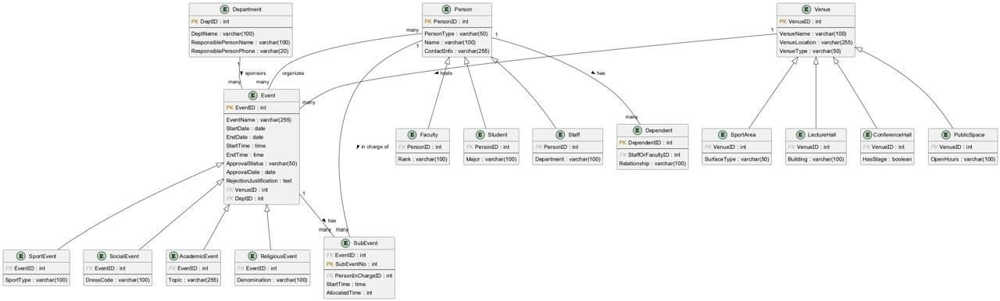 E Department
PK DeptID : int
DeptName : varchar(100)
ResponsiblePersonName : varchar(100)
ResponsiblePersonPhone : varchar(20)
E Person
PK PersonID : int
PersonType : varchar(50)
Name : varchar(100)
ContactInfo : varchar(255)
E Venue
PK VenueID : int
VenueName : varchar(100)
VenueLocation : varchar(255)
VenueType : varchar(50)
1
sponsors
many
many
organizes
many
1
hosts
many
1
in charge of
many
1
has
many
E Event
PK EventID : int
EventName : varchar(255)
StartDate : date
EndDate : date
StartTime : time
EndTime : time
ApprovalStatus : varchar(50)
ApprovalDate : date
RejectionJustification : text
FK VenueID : int
FK DeptID : int
E Faculty
FK PersonID : int
Rank : varchar(100)
E Student
FK PersonID : int
Major : varchar(100)
E Staff
FK PersonID : int
Department : varchar(100)
E Dependent
PK DependentID : int
FK StaffOrFacultyID : int
Relationship : varchar(100)
E SportArea
FK VenueID : int
SurfaceType : varchar(50)
E LectureHall
FK VenueID : int
Building : varchar(100)
E ConferenceHall
FK VenueID : int
HasStage : boolean
E PublicSpace
FK VenueID : int
OpenHours : varchar(100)
1
has
many
E SportEvent
FK EventID : int
SportType : varchar(100)
E SocialEvent
FK EventID : int
DressCode : varchar(100)
E AcademicEvent
FK EventID : int
Topic : varchar(255)
E ReligiousEvent
FK EventID : int
Denomination : varchar(100)
E SubEvent
FK EventID : int
PK SubEventNo : int
FK PersonInChargeID : int
StartTime : time
AllocatedTime : int